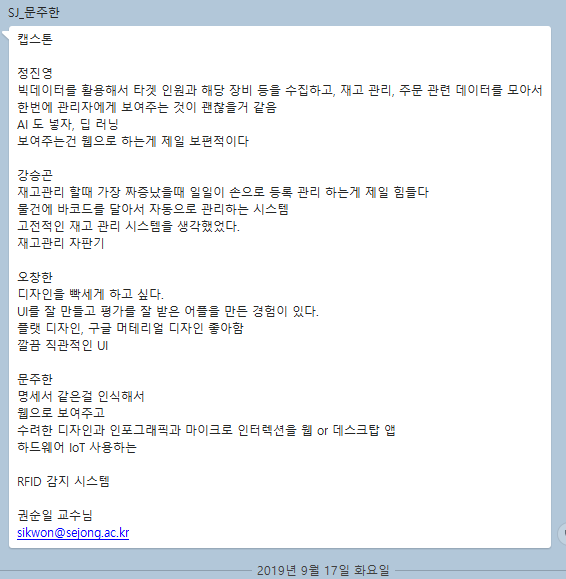 SJ_문주한
캡스톤
정진영
빅데이터를 활용해서 타겟 인원과 해당 장비 등을 수집하고, 재고 관리, 주문 관련 데이터를 모아서
한번에 관리자에게 보여주는 것이 괜찮을거 같음
AI 도 넣자, 딥 러닝
보여주는건 웹으로 하는게 제일 보편적이다
강승곤
재고관리 할때 가장 짜증났을때 일일이 손으로 등록 관리 하는게 제일 힘들다
물건에 바코드를 달아서 자동으로 관리하는 시스템
고전적인 재고 관리 시스템을 생각했었다.
재고관리 자판기
오창한
디자인을 빡세게 하고 싶다.
UI를 잘 만들고 평가를 잘 받은 어플을 만든 경험이 있다.
플랫 디자인, 구글 머테리얼 디자인 좋아함
깔끔 직관적인 UI
문주한
명세서 같은걸 인식해서
웹으로 보여주고
수려한 디자인과 인포그래픽과 마이크로 인터렉션을 웹 or 데스크탑 앱
하드웨어 IoT 사용하는
RFID 감지 시스템
권순일 교수님
sikwon@sejong.ac.kr
2019년 9월 17일 화요일